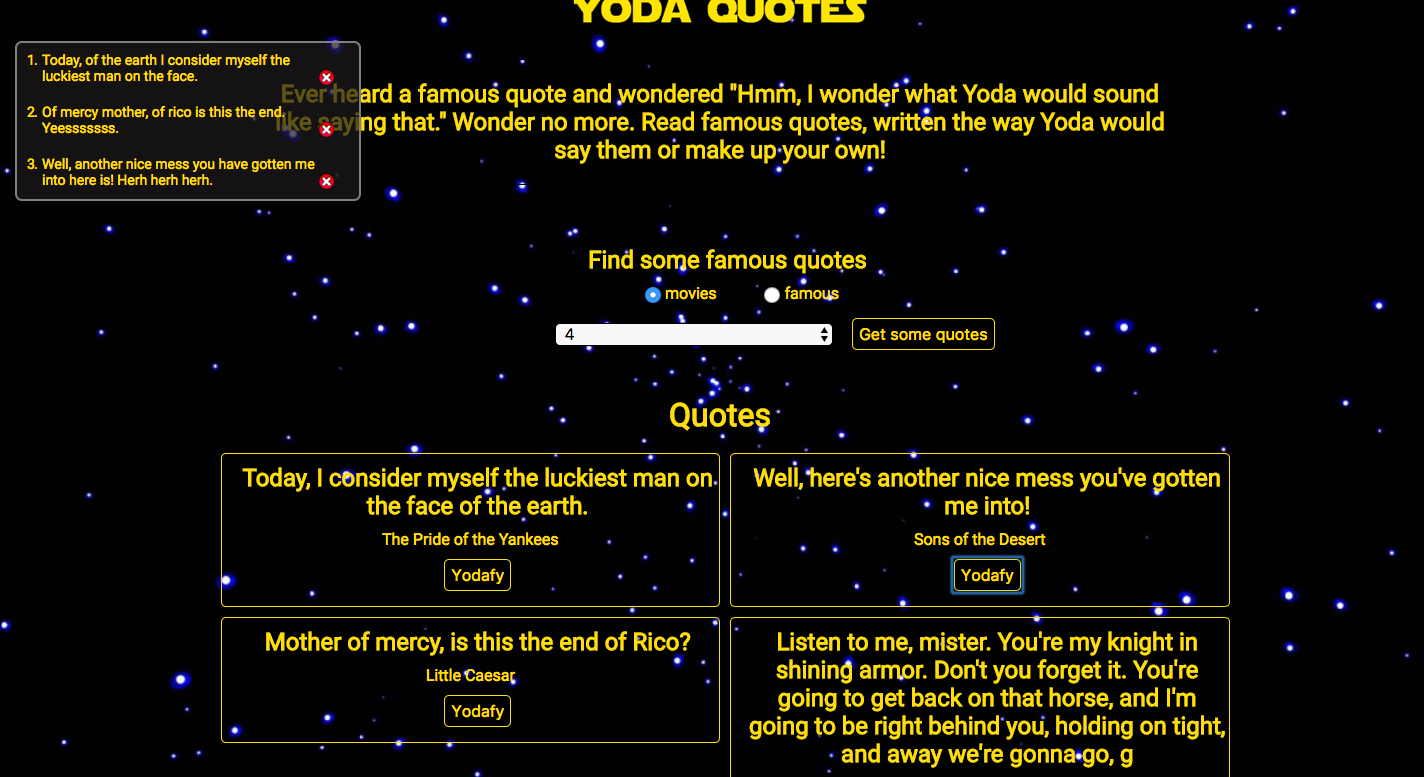 YODA QUOTES
1. Today, of the earth I consider myself the
luckiest man on the face.
2. Of mercy mother, of rico is this the end.
Yeesssssss.
3. Well, another nice mess you have gotten me
into here is! Herh herh herh.
Ever heard a famous quote and wondered "Hmm, I wonder what Yoda would sound
like saying that." Wonder no more. Read famous quotes, written the way Yoda would
say them or make up your own!
Find some famous quotes
movies famous
4 Get some quotes
Quotes
Today, I consider myself the luckiest man on
the face of the earth.
The Pride of the Yankees
Yodafy
Well, here's another nice mess you've gotten
me into!
Sons of the Desert
Yodafy
Mother of mercy, is this the end of Rico?
Little Caesar
Yodafy
Listen to me, mister. You're my knight in
shining armor. Don't you forget it. You're
going to get back on that horse, and I'm
going to be right behind you, holding on tight,
and away we're gonna go, g